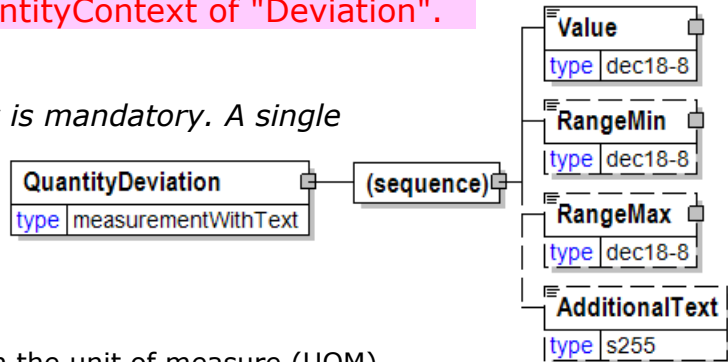 ntityContext of "Deviation".
is mandatory. A single
QuantityDeviation
type measurementWithText
(sequence)
Value
type dec18-8
RangeMin
type dec18-8
RangeMax
type dec18-8
AdditionalText
type s255
the unit of measure (UOM)